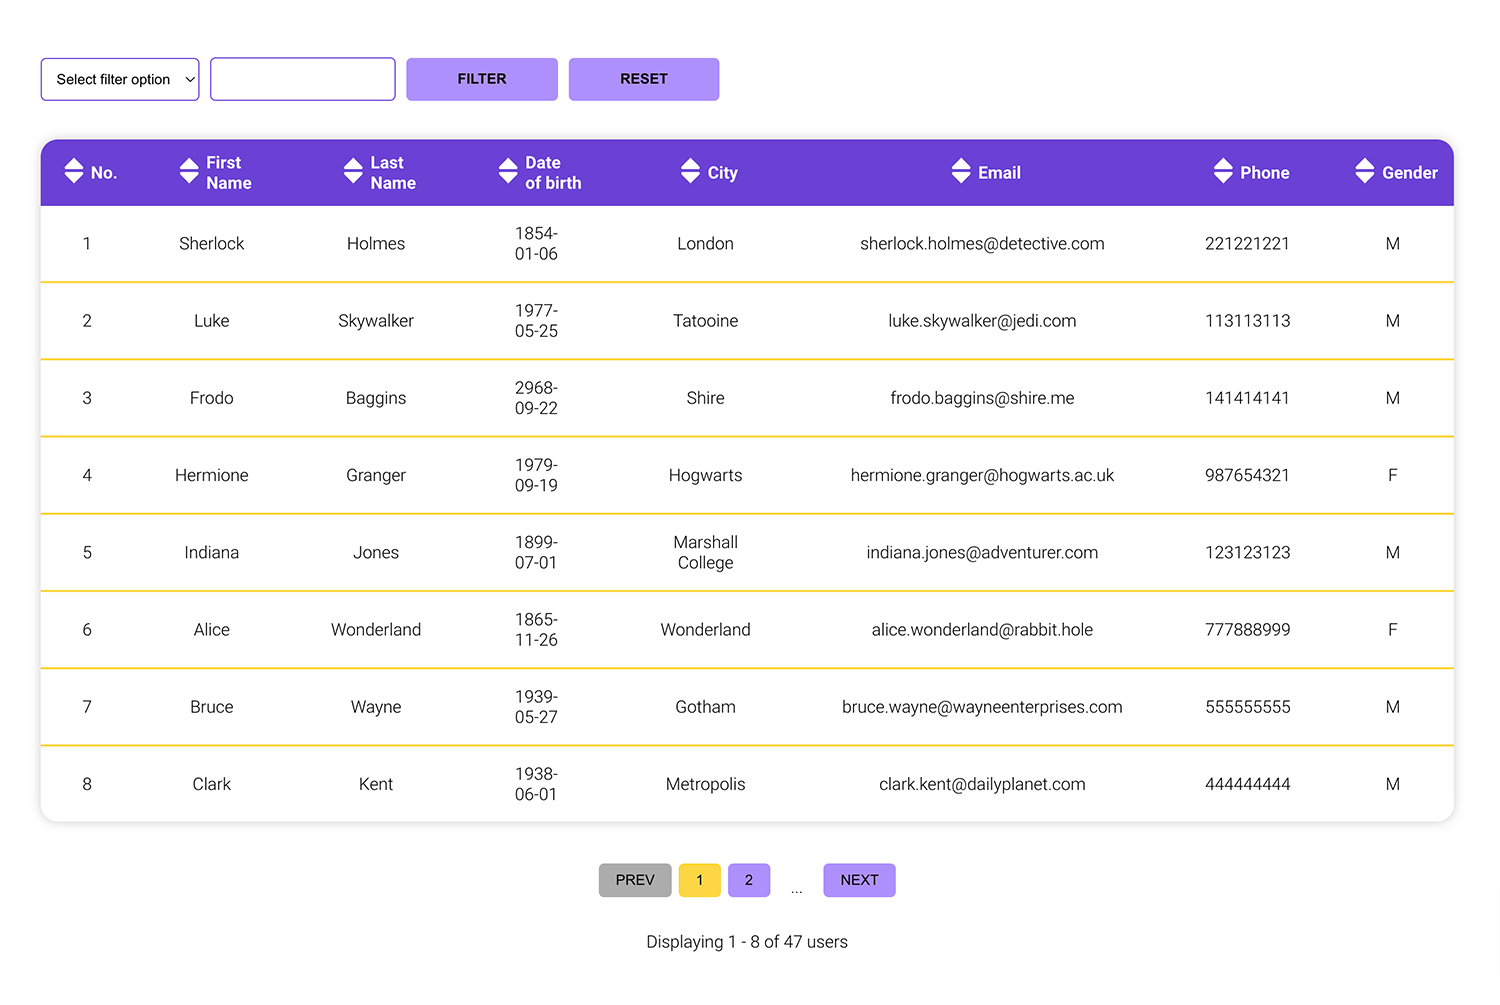 Select filter option FILTER RESET
No. First Name Last Name Date of birth City Email Phone Gender
1 Sherlock Holmes 1854-01-06 London sherlock.holmes@detective.com 221221221 M
2 Luke Skywalker 1977-05-25 Tatooine luke.skywalker@jedi.com 113113113 M
3 Frodo Baggins 2968-09-22 Shire frodo.baggins@shire.me 141414141 M
4 Hermione Granger 1979-09-19 Hogwarts hermione.granger@hogwarts.ac.uk 987654321 F
5 Indiana Jones 1899-07-01 Marshall College indiana.jones@adventurer.com 123123123 M
6 Alice Wonderland 1865-11-26 Wonderland alice.wonderland@rabbit.hole 777888999 F
7 Bruce Wayne 1939-05-27 Gotham bruce.wayne@wayneenterprises.com 555555555 M
8 Clark Kent 1938-06-01 Metropolis clark.kent@dailyplanet.com 444444444 M
PREV 1 2 ... NEXT
Displaying 1 - 8 of 47 users